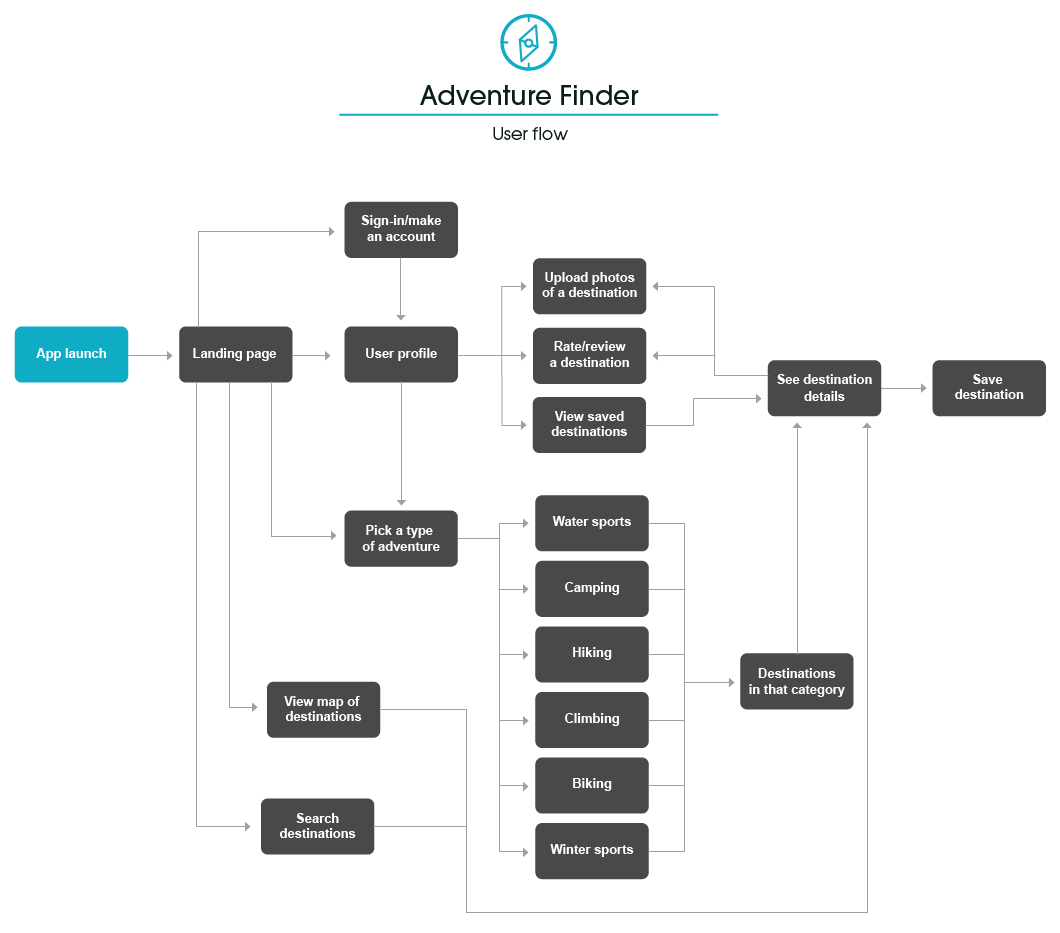 Adventure Finder
User flow
Sign-in/make
an account
Upload photos
of a destination
App launch
Landing page
User profile
Rate/review
a destination
See destination
details
Save
destination
View saved
destinations
Pick a type
of adventure
Water sports
Camping
Hiking
Climbing
Biking
Winter sports
Destinations
in that category
View map of
destinations
Search
destinations